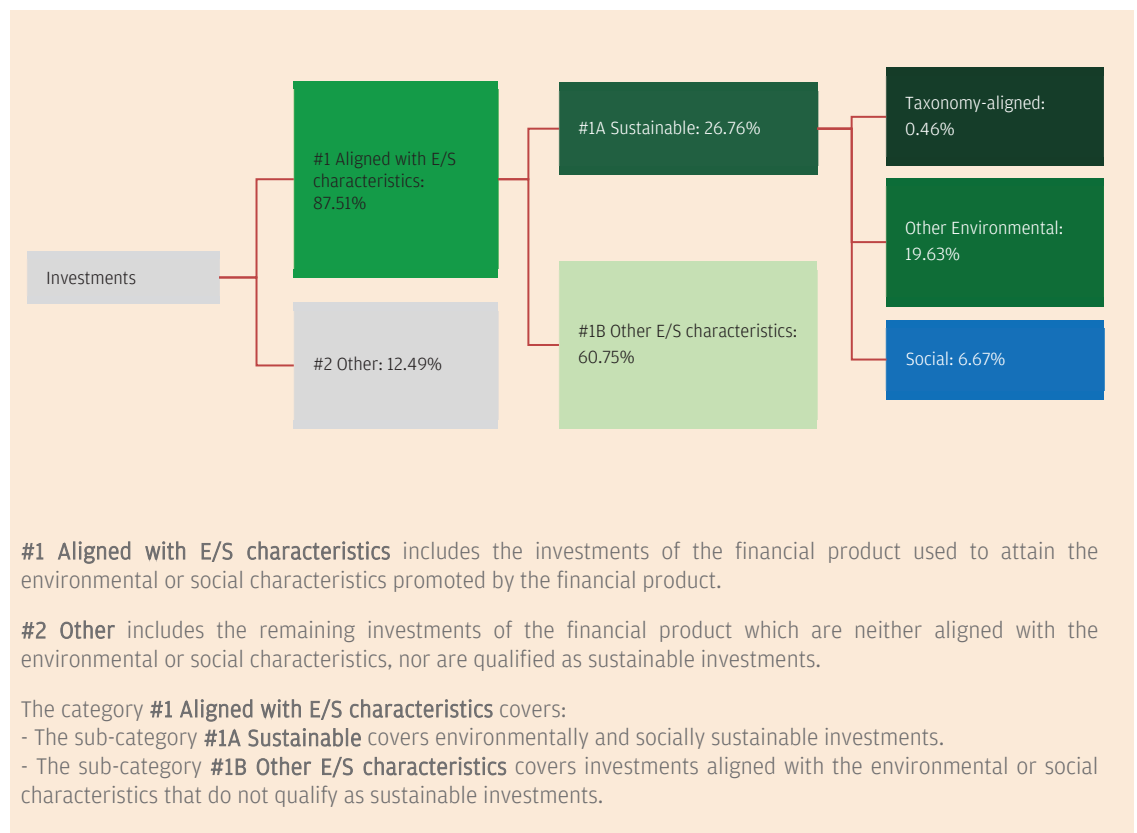 Investments
#1 Aligned with E/S
characteristics:
87.51%
#2 Other: 12.49%
#1A Sustainable: 26.76%
#1B Other E/S characteristics:
60.75%
Taxonomy-aligned:
0.46%
Other Environmental:
19.63%
Social: 6.67%
#1 Aligned with E/S characteristics includes the investments of the financial product used to attain the
environmental or social characteristics promoted by the financial product.
#2 Other includes the remaining investments of the financial product which are neither aligned with the
environmental or social characteristics, nor are qualified as sustainable investments.
The category #1 Aligned with E/S characteristics covers:
- The sub-category #1A Sustainable covers environmentally and socially sustainable investments.
- The sub-category #1B Other E/S characteristics covers investments aligned with the environmental or social
characteristics that do not qualify as sustainable investments.